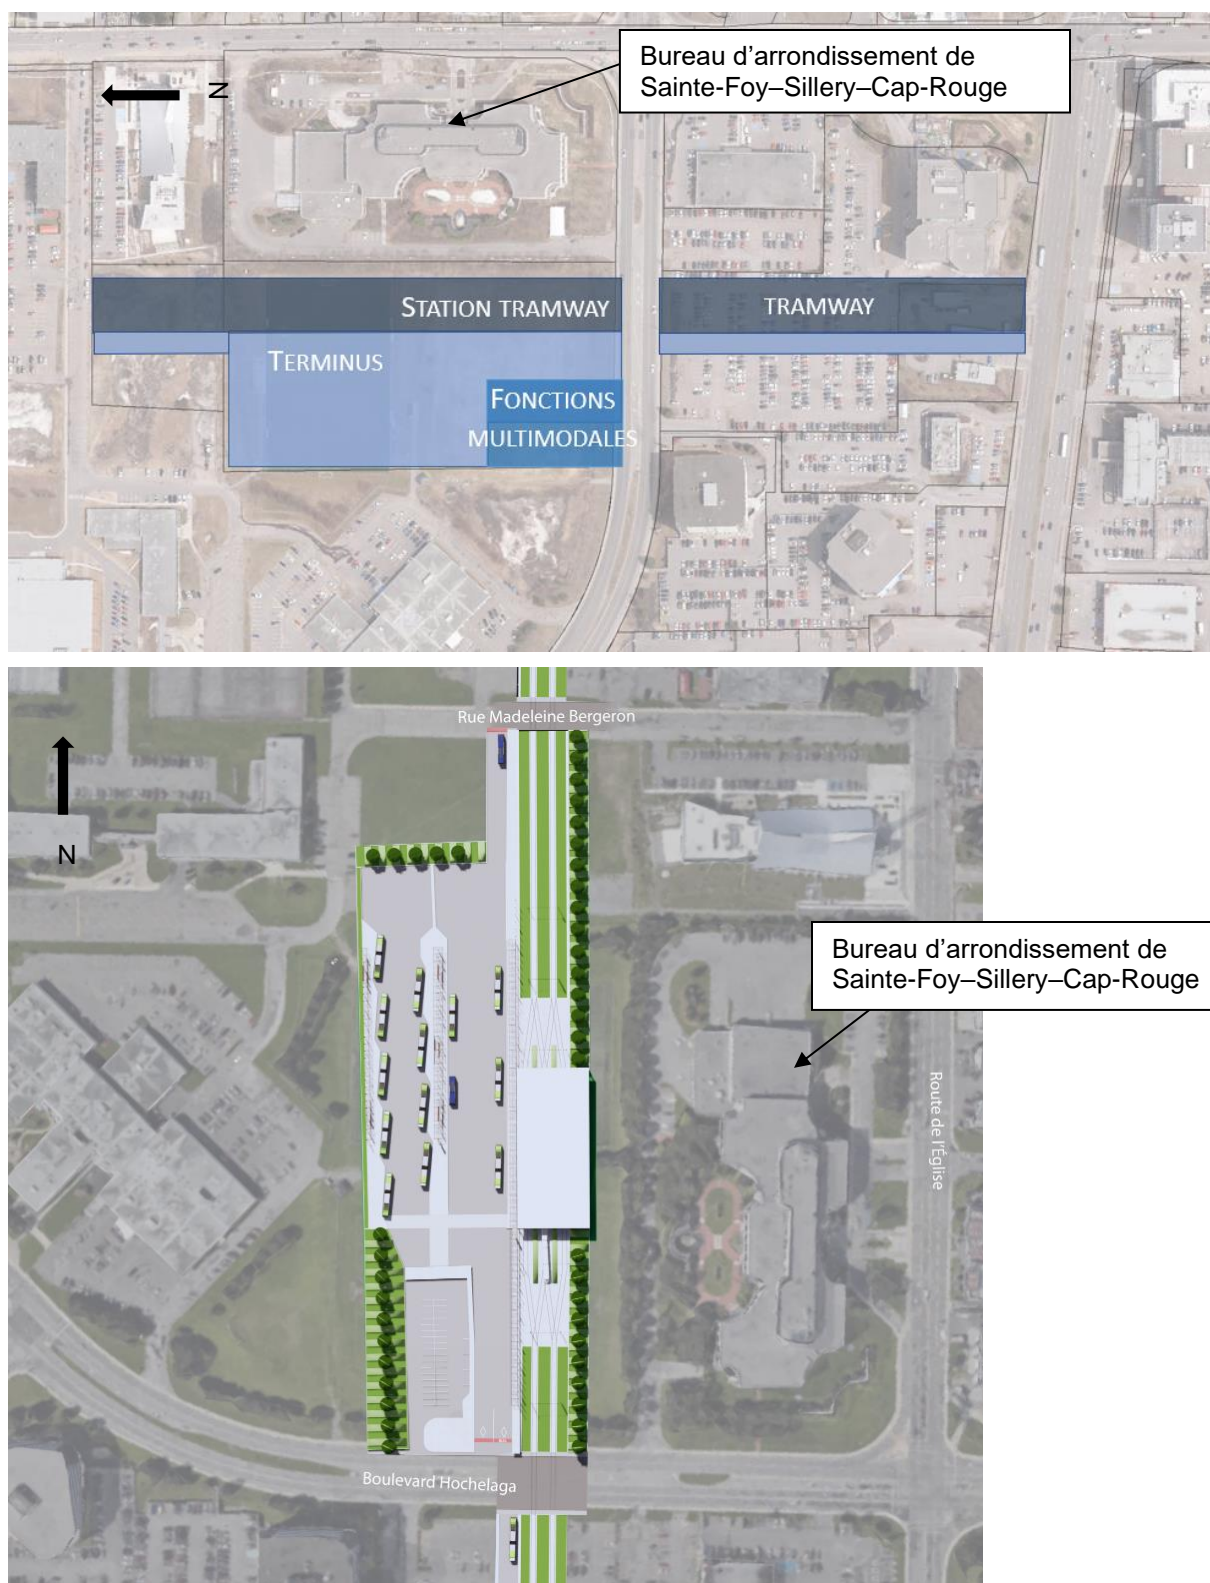 Bureau d'arrondissement de
Sainte-Foy–Sillery–Cap-Rouge
N
STATION TRAMWAY
TRAMWAY
TERMINUS
FONCTIONS
MULTIMODALES
Rue Madeleine Bergeron
N
Bureau d'arrondissement de
Sainte-Foy–Sillery–Cap-Rouge
Route de l'Église
Boulevard Hochelaga